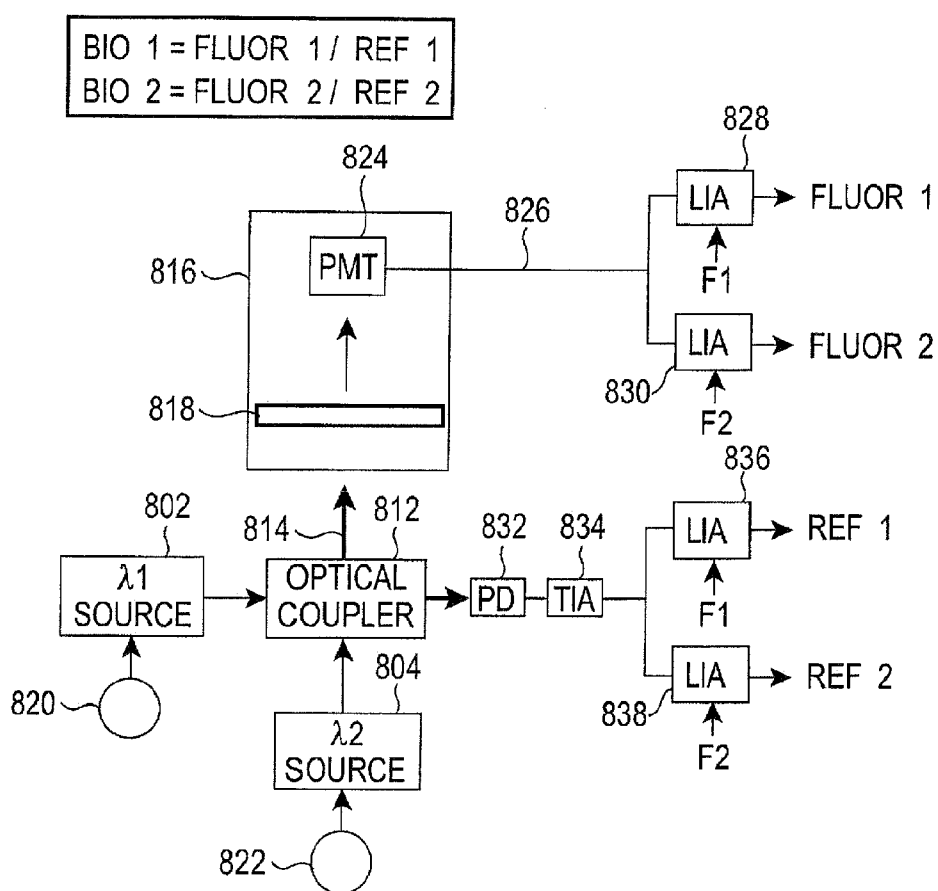 BIO 1 = FLUOR 1 / REF 1
BIO 2 = FLUOR 2 / REF 2
824
828
LIA
FLUOR 1
826
816
PMT
F1
LIA
FLUOR 2
830
818
F2
836
802
814
812
832
834
LIA
REF 1
λ1
SOURCE
OPTICAL
COUPLER
PD
TIA
F1
804
LIA
REF 2
820
838
λ2
SOURCE
F2
822